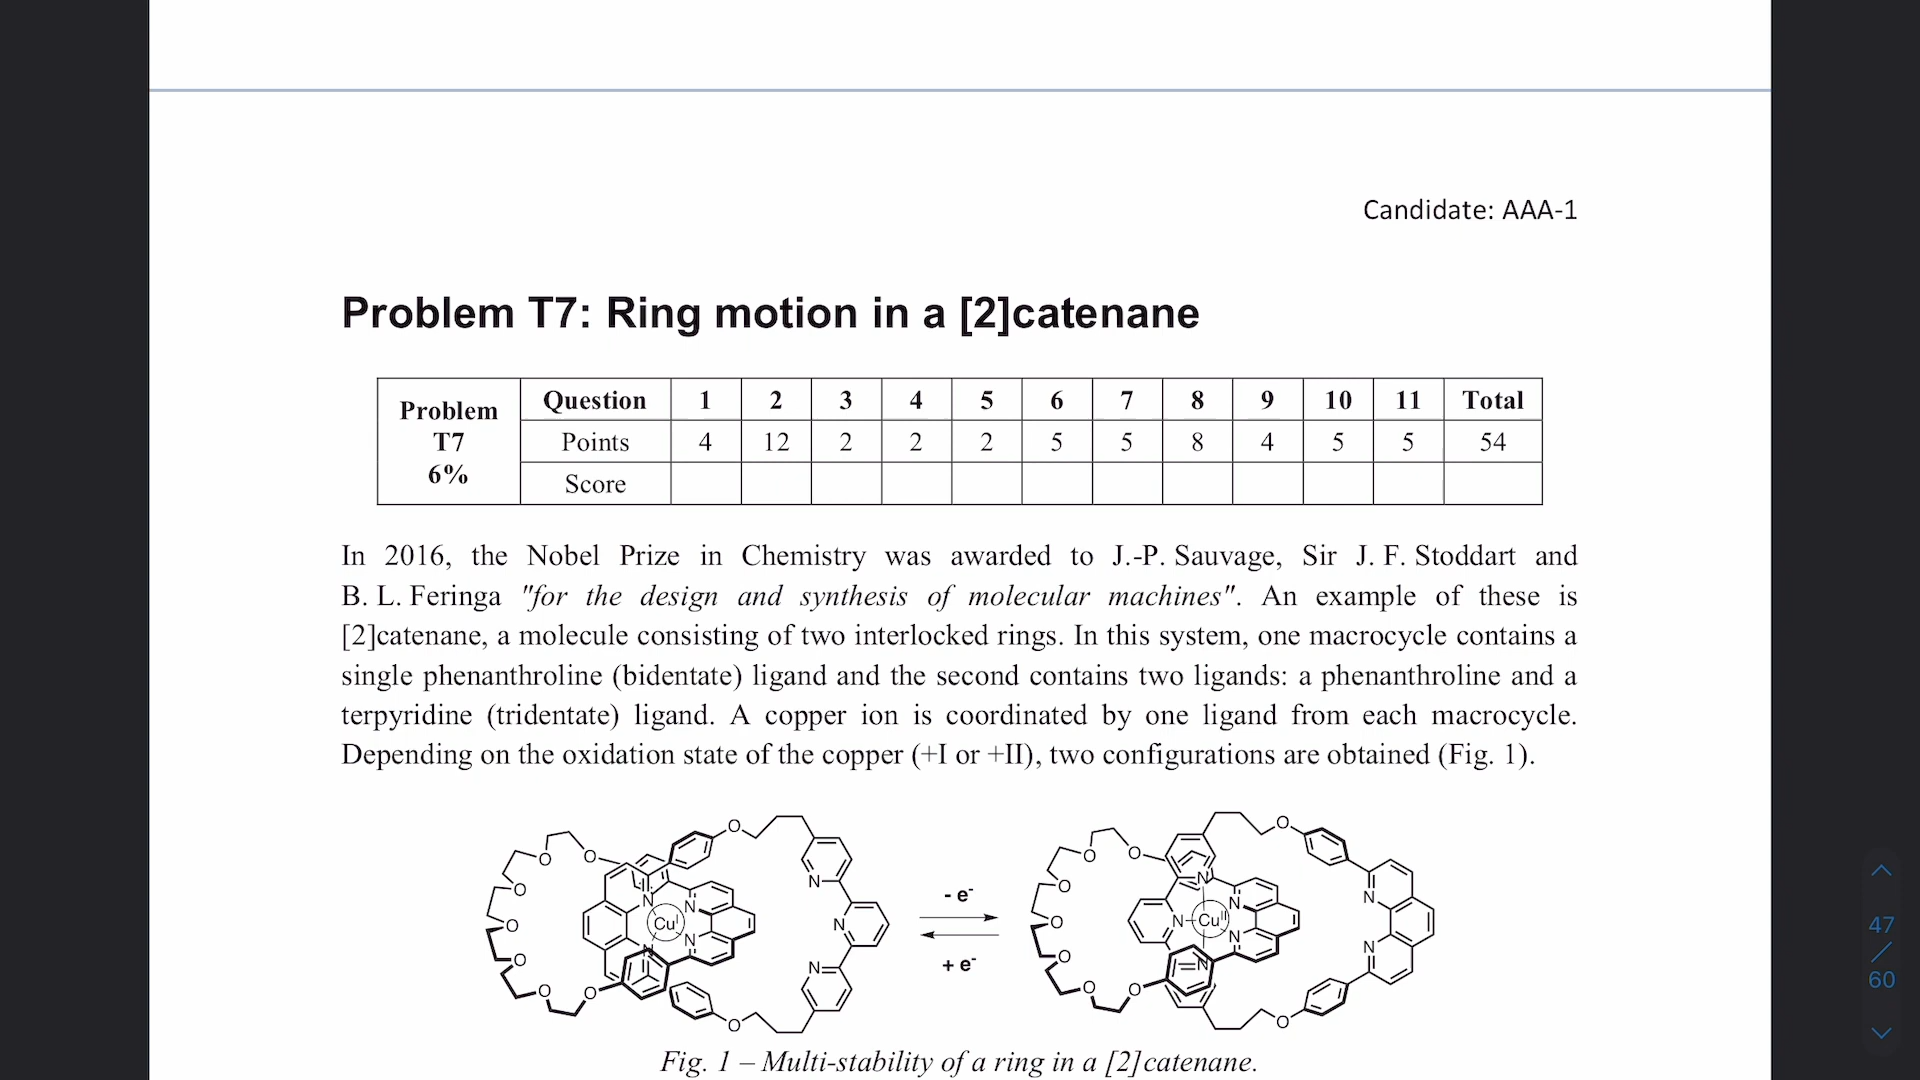 Candidate: AAA-1
Problem T7: Ring motion in a [2]catenane
Problem T7 6%
Question 1 2 3 4 5 6 7 8 9 10 11 Total
Points 4 12 2 2 2 5 5 8 4 5 5 54
Score
In 2016, the Nobel Prize in Chemistry was awarded to J.-P. Sauvage, Sir J. F. Stoddart and
B. L. Feringa "for the design and synthesis of molecular machines". An example of these is
[2]catenane, a molecule consisting of two interlocked rings. In this system, one macrocycle contains a
single phenanthroline (bidentate) ligand and the second contains two ligands: a phenanthroline and a
terpyridine (tridentate) ligand. A copper ion is coordinated by one ligand from each macrocycle.
Depending on the oxidation state of the copper (+I or +II), two configurations are obtained (Fig. 1).
O O O O O O O O O O
N N N N N N N
Cu^I
- e-
+ e-
O O O O O O O O O O
N N N N N N N
Cu^II
Fig. 1 – Multi-stability of a ring in a [2]catenane.
47
/
60